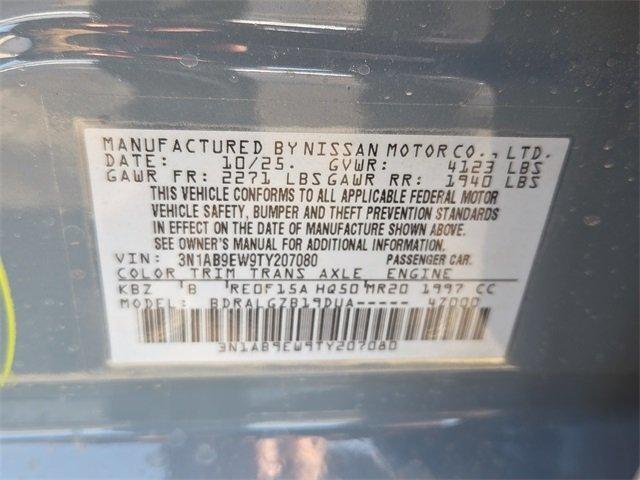 MANUFACTURED BY NISSAN MOTOR CO., LTD.
DATE: 10/25. GVWR: 4123 LBS
GAWR FR: 2271 LBS GAWR RR: 1940 LBS
THIS VEHICLE CONFORMS TO ALL APPLICABLE FEDERAL MOTOR
VEHICLE SAFETY, BUMPER AND THEFT PREVENTION STANDARDS
IN EFFECT ON THE DATE OF MANUFACTURE SHOWN ABOVE.
SEE OWNER'S MANUAL FOR ADDITIONAL INFORMATION.
VIN: 3N1AB9EW9TY207080 PASSENGER CAR.
COLOR TRIM TRANS AXLE ENGINE
KBZ B RE0F15A HQ50 MR20 1997 CC
MODEL: BDRALGZB19DUA----- 4Z000
3N1AB9EW9TY207080